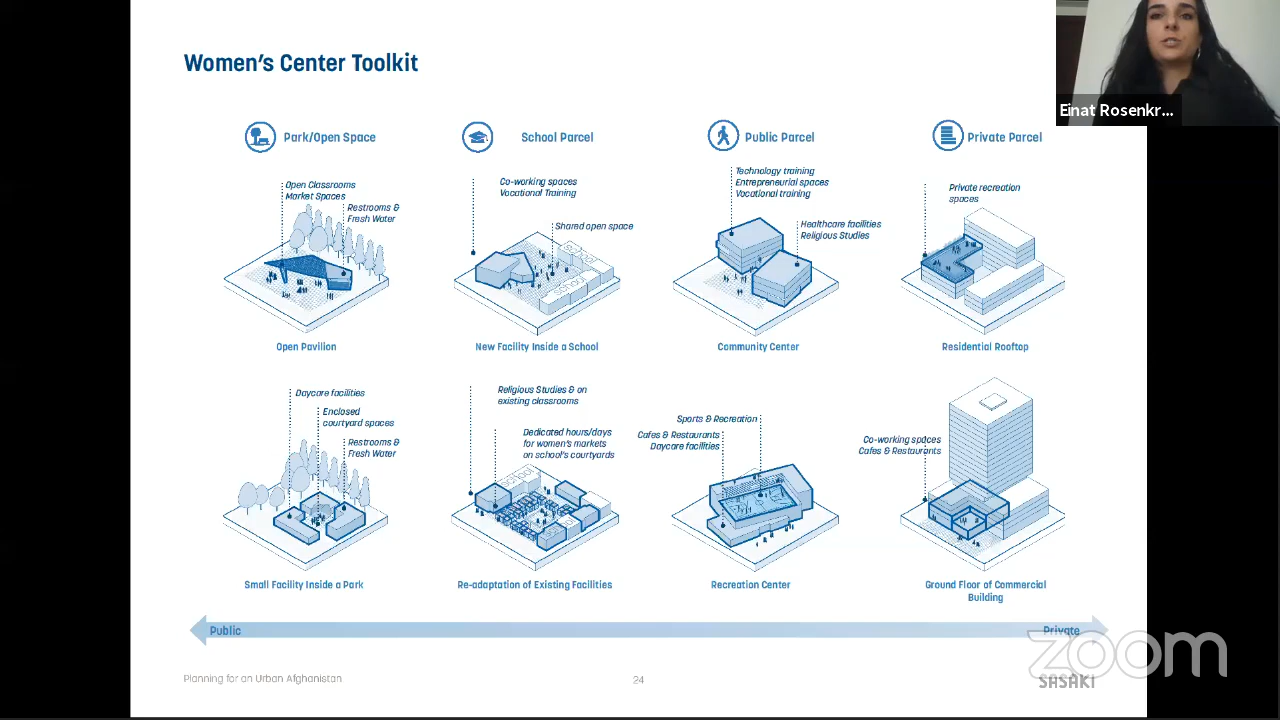 Women's Center Toolkit
Einat Rosenkr...
Park/Open Space
School Parcel
Public Parcel
Private Parcel
Open Classrooms
Market Spaces
Restrooms &
Fresh Water
Co-working spaces
Vocational Training
Shared open space
Technology training
Entrepreneurial spaces
Vocational training
Healthcare facilities
Religious Studies
Private recreation
spaces
Open Pavilion
New Facility Inside a School
Community Center
Residential Rooftop
Daycare facilities
Enclosed
courtyard spaces
Restrooms &
Fresh Water
Religious Studies & on
existing classrooms
Dedicated hours/days
for women's markets
on school's courtyards
Sports & Recreation
Cafes & Restaurants
Daycare facilities
Co-working spaces
Cafes & Restaurants
Small Facility Inside a Park
Re-adaptation of Existing Facilities
Recreation Center
Ground Floor of Commercial
Building
Public
Private
zoom
Planning for an Urban Afghanistan
24
SASAKI